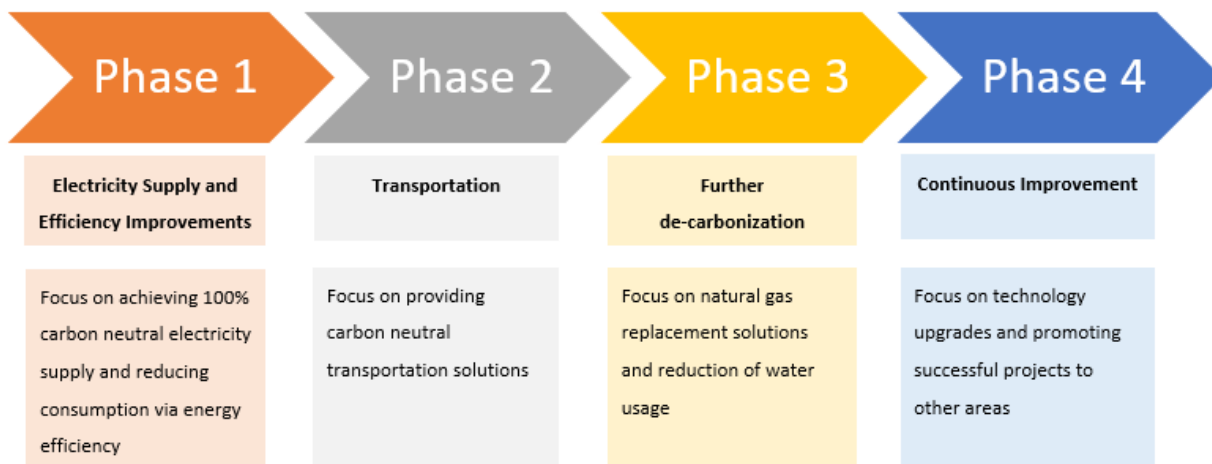 Phase 1
Phase 2
Phase 3
Phase 4
Electricity Supply and
Efficiency Improvements
Transportation
Further
de-carbonization
Continuous Improvement
Focus on achieving 100%
carbon neutral electricity
supply and reducing
consumption via energy
efficiency
Focus on providing
carbon neutral
transportation solutions
Focus on natural gas
replacement solutions
and reduction of water
usage
Focus on technology
upgrades and promoting
successful projects to
other areas